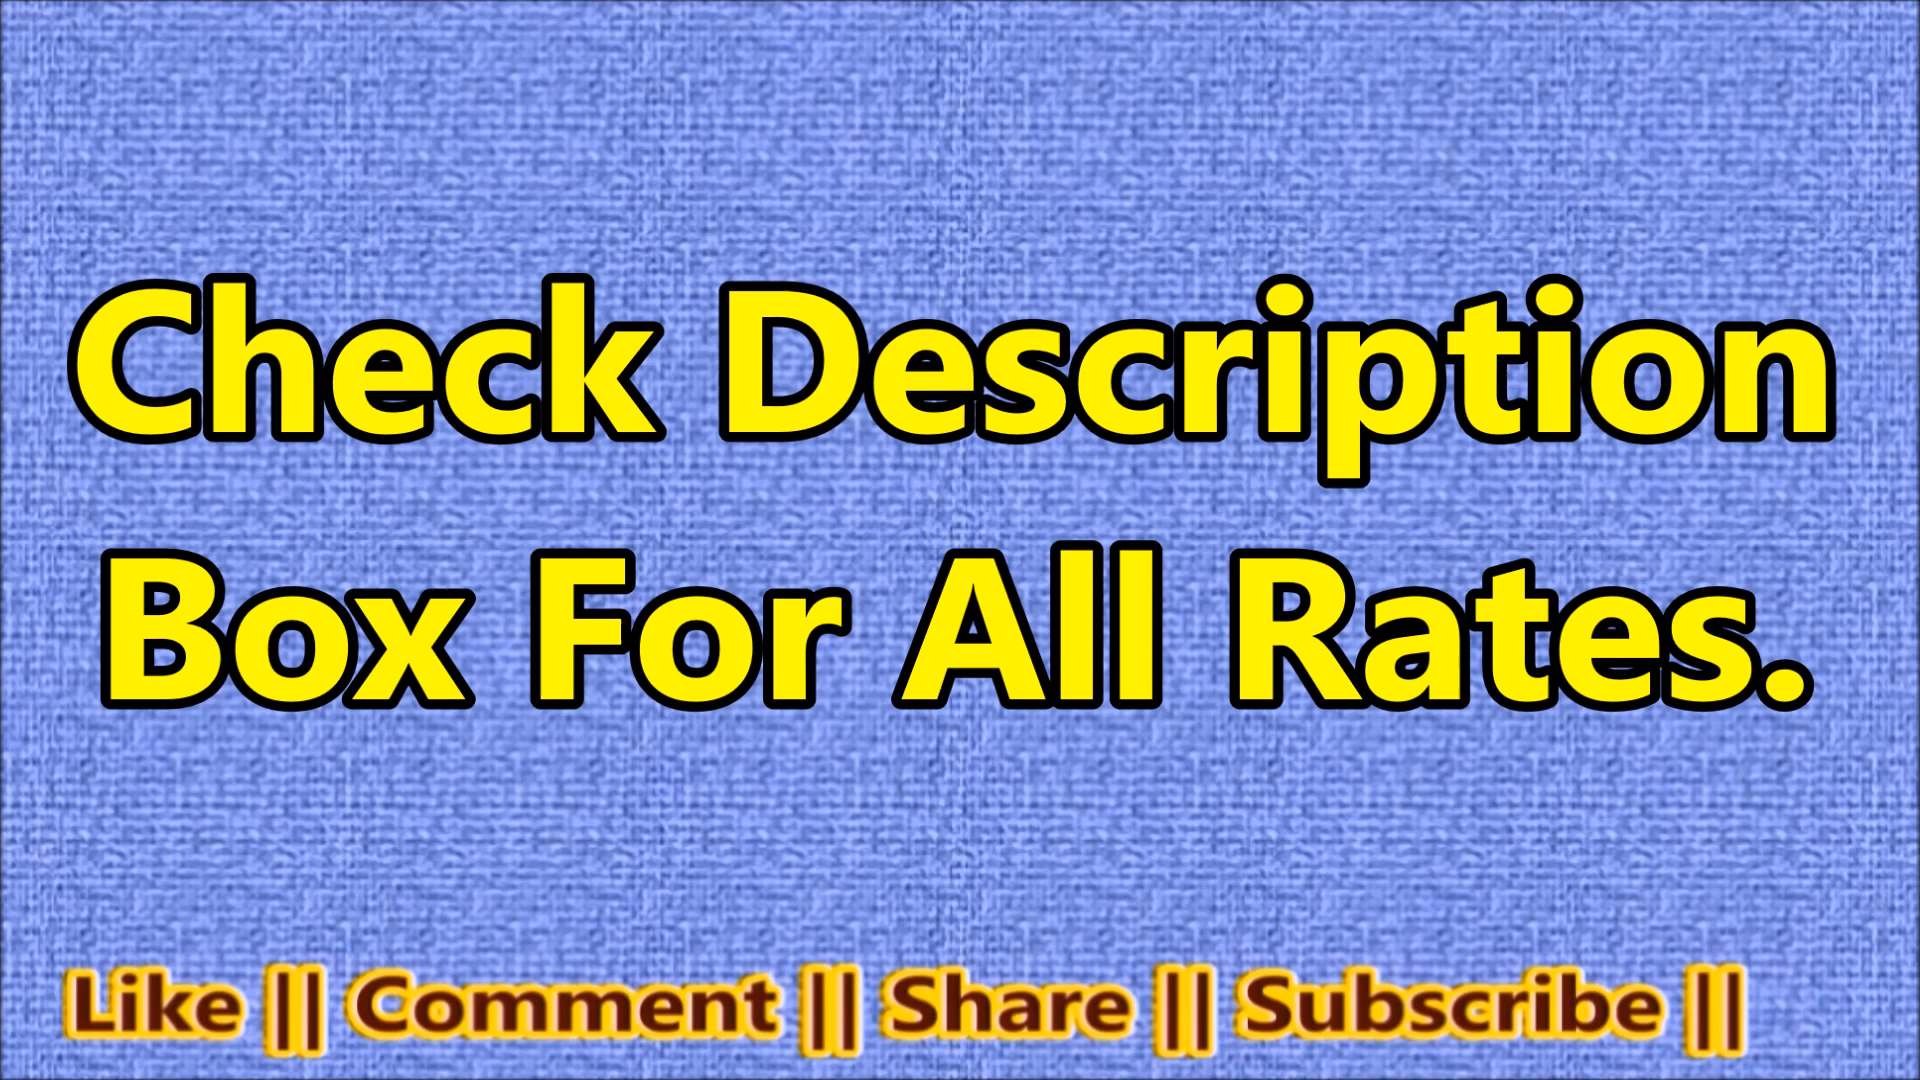 Check Description
Box For All Rates.
Like || Comment || Share || Subscribe ||